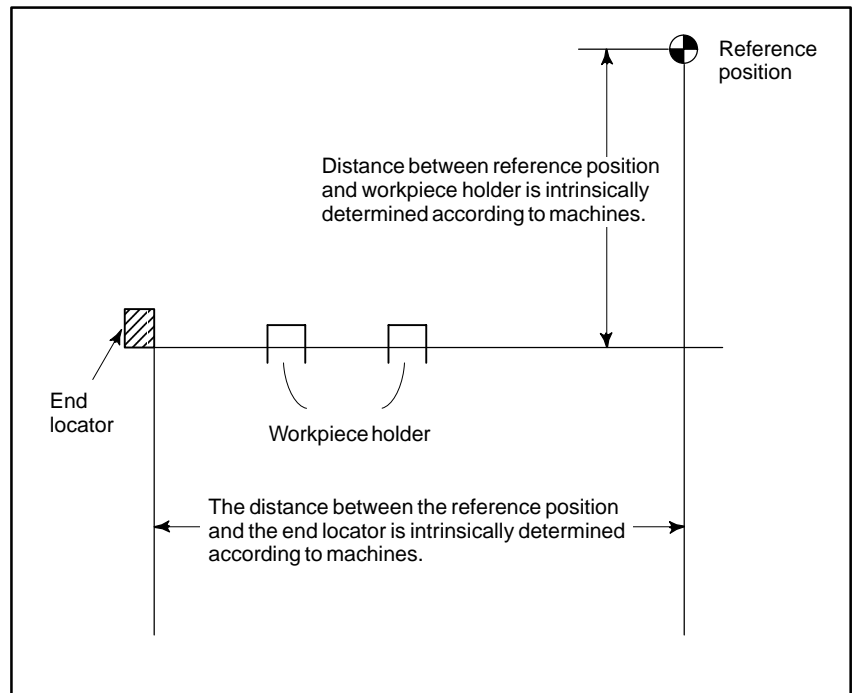 Reference
position
Distance between reference position
and workpiece holder is intrinsically
determined according to machines.
End
locator
Workpiece holder
The distance between the reference position
and the end locator is intrinsically determined
according to machines.